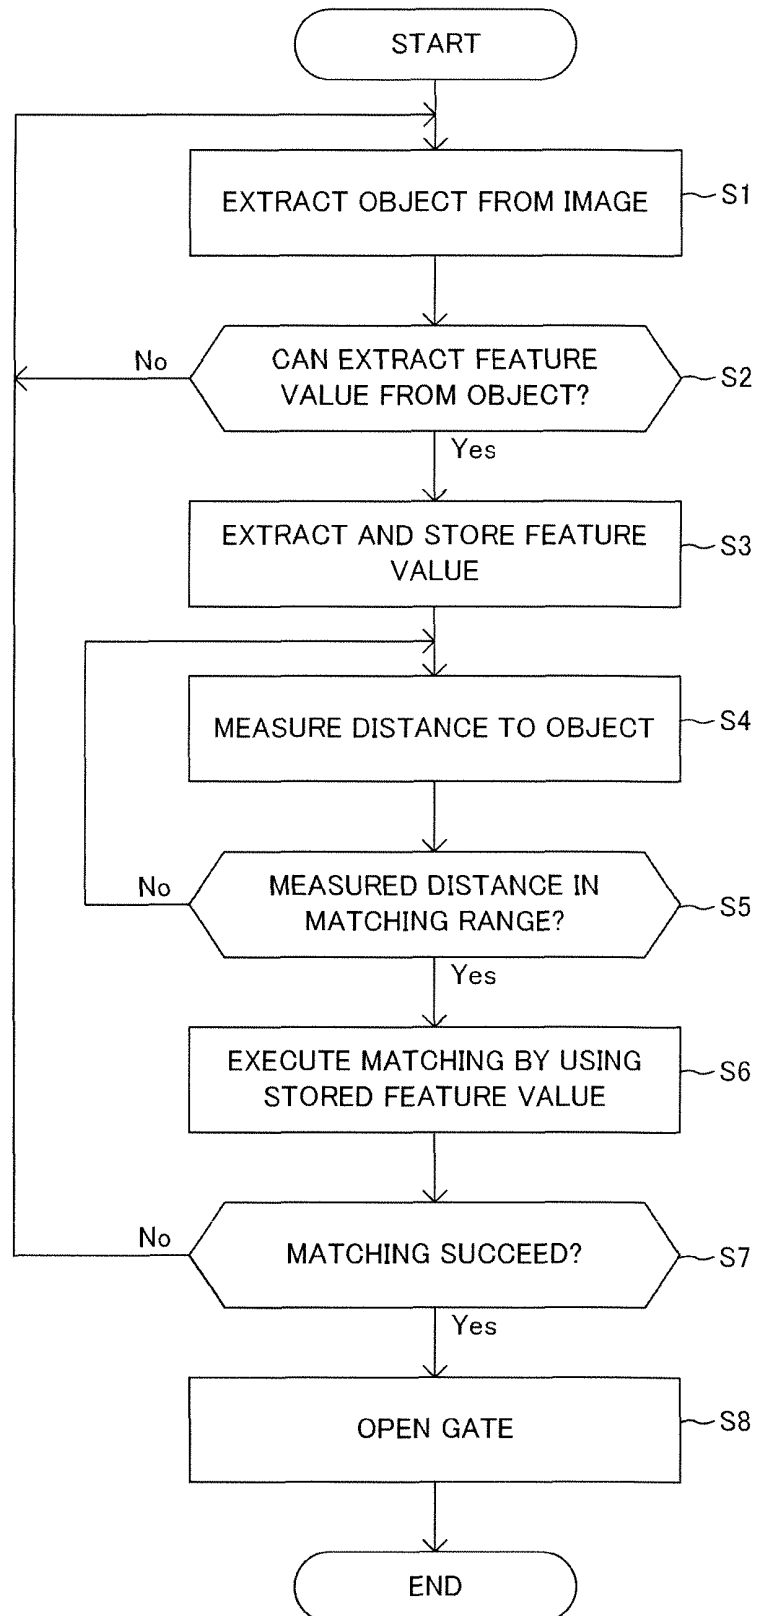 START
EXTRACT OBJECT FROM IMAGE
S1
CAN EXTRACT FEATURE
VALUE FROM OBJECT?
S2
No
Yes
EXTRACT AND STORE FEATURE
VALUE
S3
MEASURE DISTANCE TO OBJECT
S4
MEASURED DISTANCE IN
MATCHING RANGE?
S5
No
Yes
EXECUTE MATCHING BY USING
STORED FEATURE VALUE
S6
MATCHING SUCCEED?
S7
No
Yes
OPEN GATE
S8
END